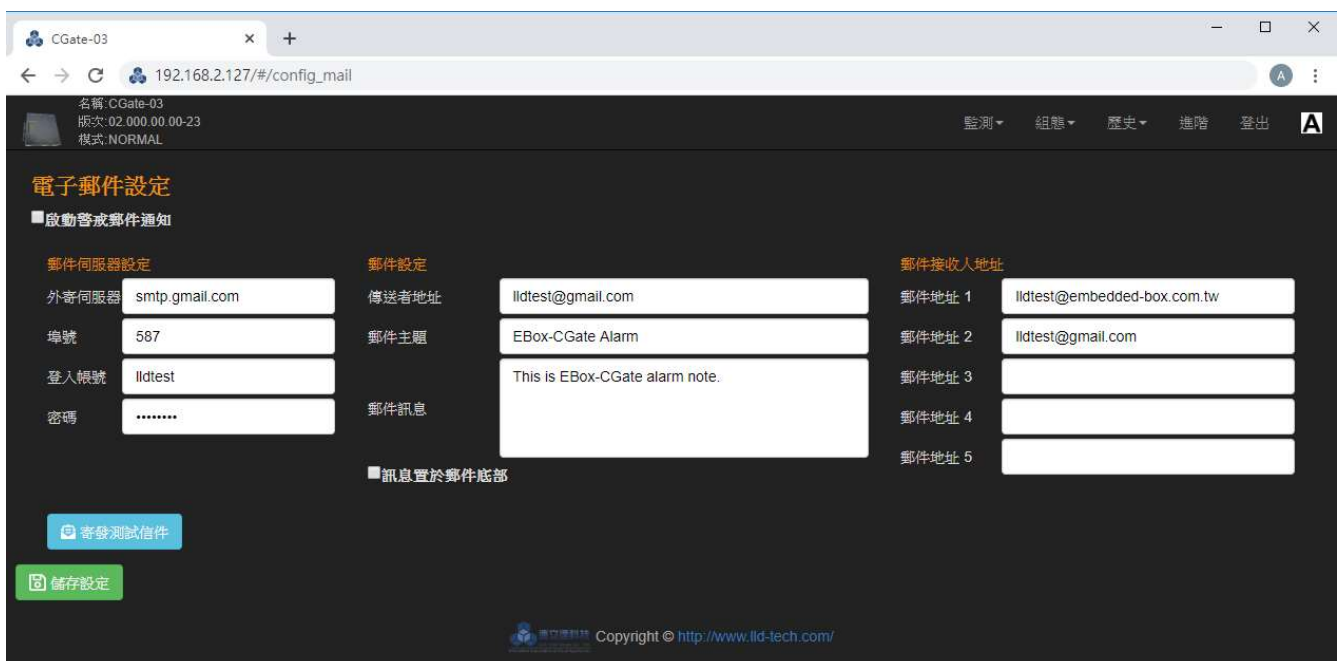 CGate-03
192.168.2.127/#/config_mail
A
名稱:CGate-03
版次:02.000.00.00-23
模式:NORMAL
監測 組態 歷史 進階 登出 A
電子郵件設定
啟動警戒郵件通知
郵件伺服器設定 郵件設定 郵件接收人地址
外寄伺服器 smtp.gmail.com 傳送者地址 lldtest@gmail.com 郵件地址 1 lldtest@embedded-box.com.tw
埠號 587 郵件主題 EBox-CGate Alarm 郵件地址 2 lldtest@gmail.com
登入帳號 lldtest This is EBox-CGate alarm note. 郵件地址 3
密碼 •••••••• 郵件訊息 郵件地址 4
郵件地址 5
訊息置於郵件底部
寄發測試信件
儲存設定
Copyright © http://www.lld-tech.com/